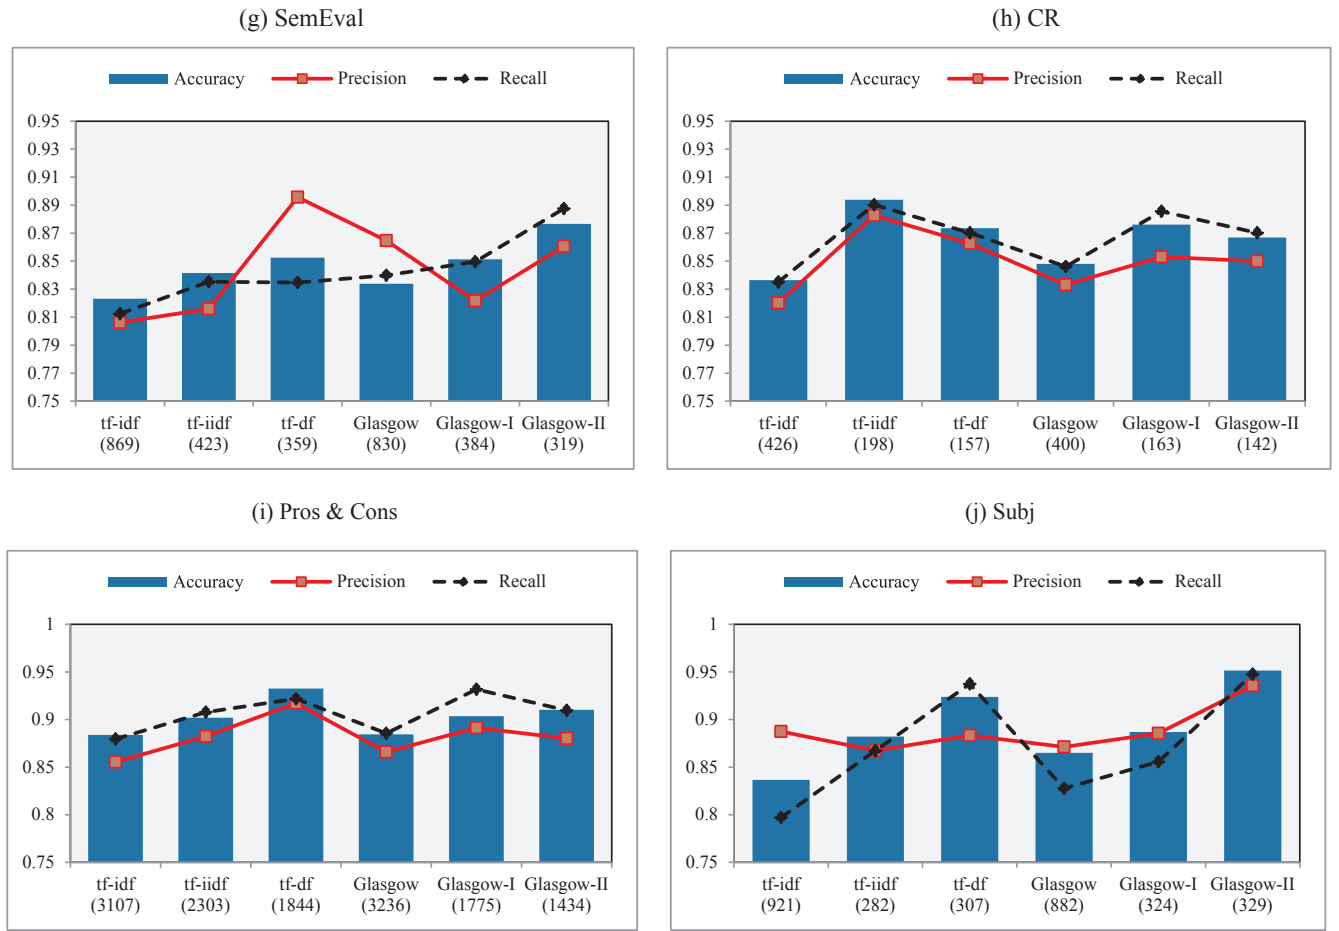 (g) SemEval
Accuracy Precision Recall
0.95
0.93
0.91
0.89
0.87
0.85
0.83
0.81
0.79
0.77
0.75
tf-idf tf-iidf tf-df Glasgow Glasgow-I Glasgow-II
(869) (423) (359) (830) (384) (319)
(h) CR
Accuracy Precision Recall
0.95
0.93
0.91
0.89
0.87
0.85
0.83
0.81
0.79
0.77
0.75
tf-idf tf-iidf tf-df Glasgow Glasgow-I Glasgow-II
(426) (198) (157) (400) (163) (142)
(i) Pros & Cons
Accuracy Precision Recall
1
0.95
0.9
0.85
0.8
0.75
tf-idf tf-iidf tf-df Glasgow Glasgow-I Glasgow-II
(3107) (2303) (1844) (3236) (1775) (1434)
(j) Subj
Accuracy Precision Recall
1
0.95
0.9
0.85
0.8
0.75
tf-idf tf-iidf tf-df Glasgow Glasgow-I Glasgow-II
(921) (282) (307) (882) (324) (329)